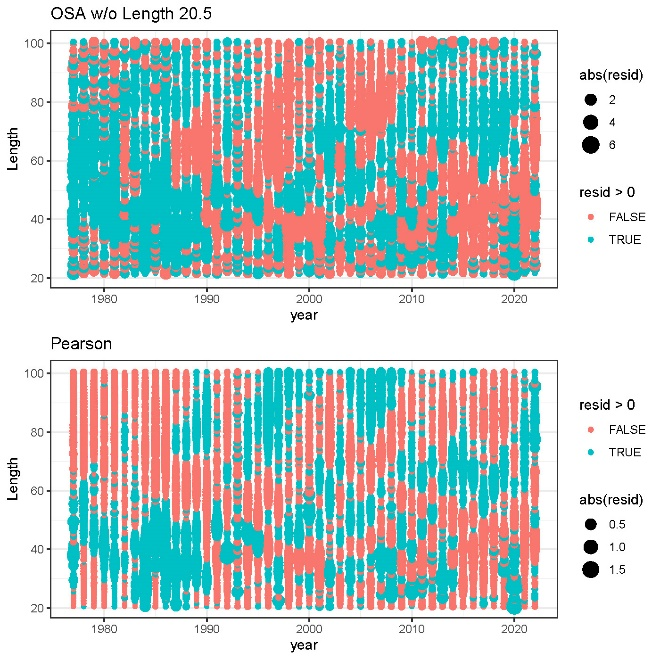 OSA w/o Length 20.5
100
80
60
40
20
Length
1980
1990
2000
2010
2020
year
abs(resid)
2
4
6
resid > 0
FALSE
TRUE
Pearson
100
80
60
40
20
Length
1980
1990
2000
2010
2020
year
resid > 0
FALSE
TRUE
abs(resid)
0.5
1.0
1.5